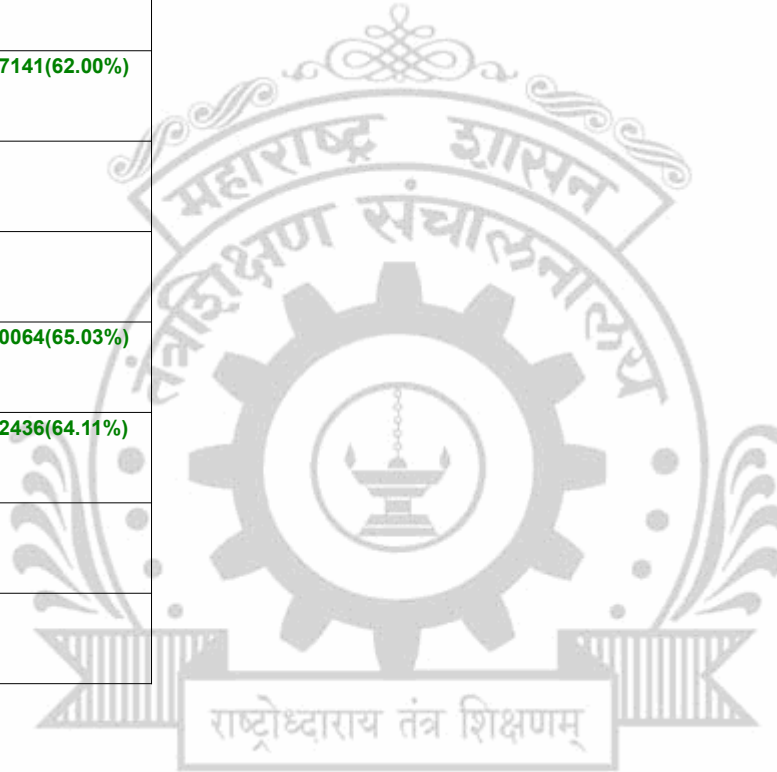 7141(62.00%)
महाराष्ट्र शासन
तंत्रशिक्षण संचालनालय
0064(65.03%)
2436(64.11%)
राष्ट्रोध्दाराय तंत्र शिक्षणम्